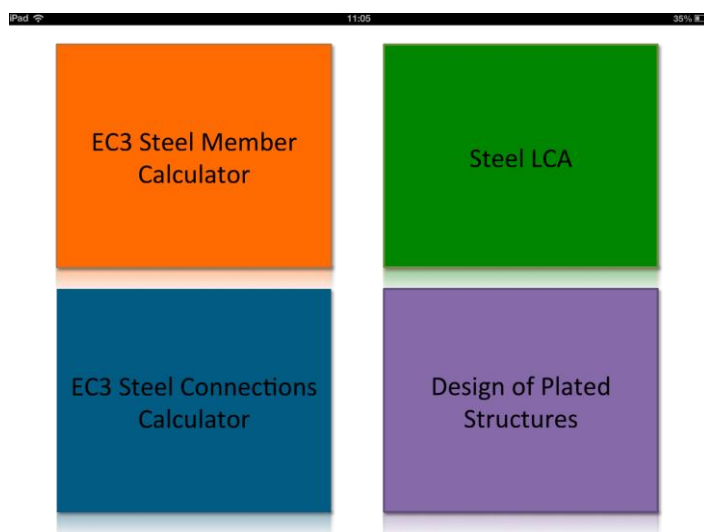 iPad 11:05 35%
EC3 Steel Member
Calculator
Steel LCA
EC3 Steel Connections
Calculator
Design of Plated
Structures